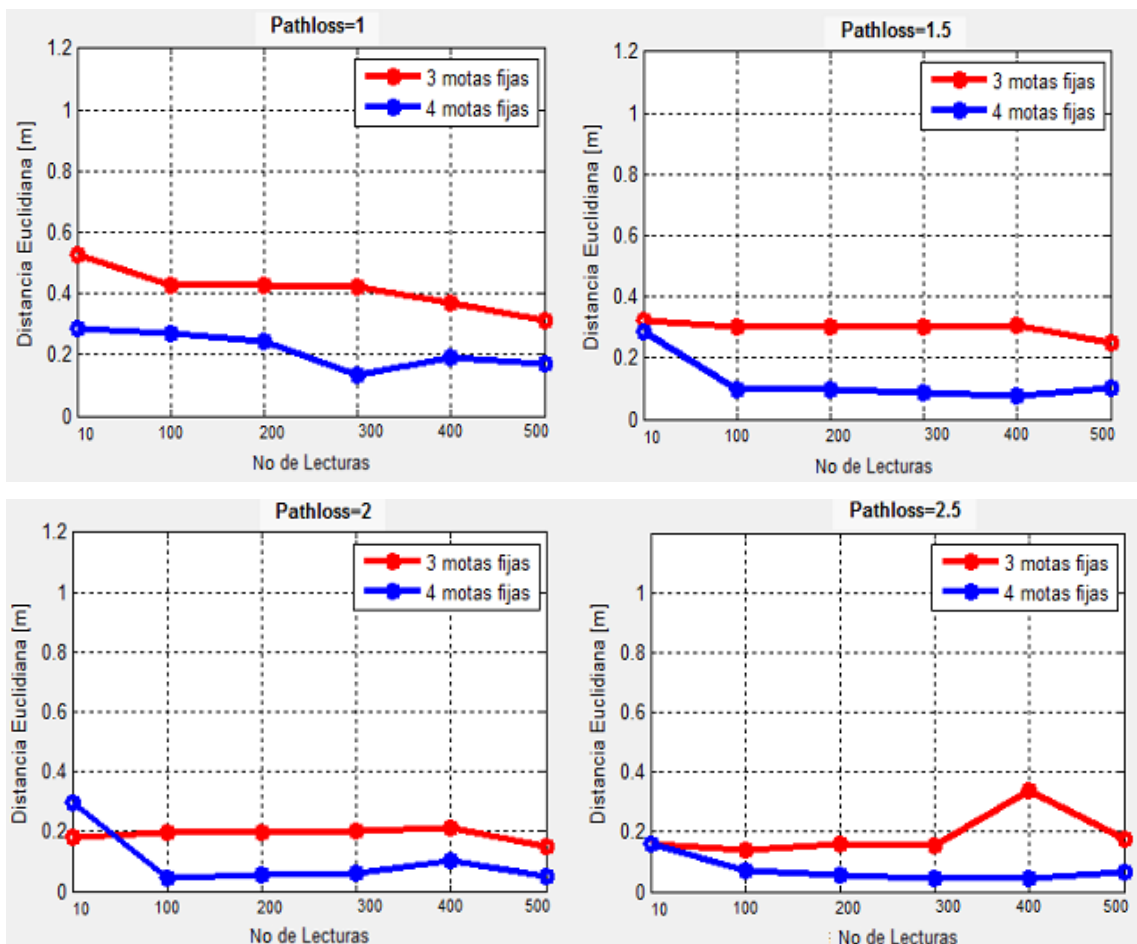 Pathloss=1
1.2
1
0.8
0.6
0.4
0.2
0
Distancia Euclidiana [m]
3 motas fijas
4 motas fijas
10 100 200 300 400 500
No de Lecturas
Pathloss=1.5
1.2
1
0.8
0.6
0.4
0.2
0
Distancia Euclidiana [m]
3 motas fijas
4 motas fijas
10 100 200 300 400 500
No de Lecturas
Pathloss=2
1.2
1
0.8
0.6
0.4
0.2
0
Distancia Euclidiana [m]
3 motas fijas
4 motas fijas
10 100 200 300 400 500
No de Lecturas
Pathloss=2.5
1
0.8
0.6
0.4
0.2
0
Distancia Euclidiana [m]
3 motas fijas
4 motas fijas
10 100 200 300 400 500
: No de Lecturas